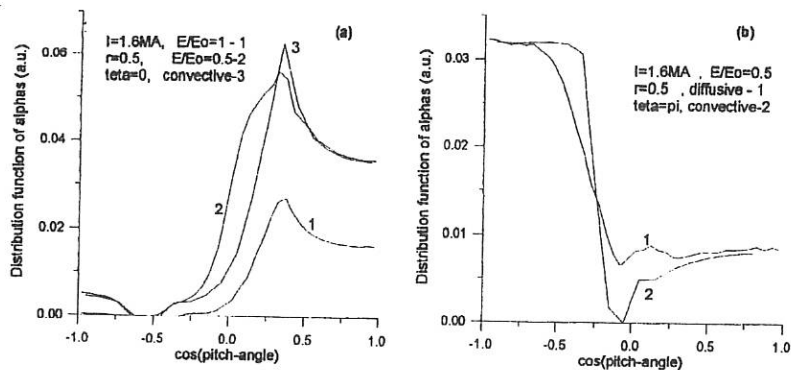 (a)
I=1.6MA, E/Eo=1 - 1
r=0.5, E/Eo=0.5-2
teta=0, convective-3
3
2
1
Distribution function of alphas (a.u.)
0.06
0.04
0.02
0.00
-1.0 -0.5 0.0 0.5 1.0
cos(pitch-angle)
(b)
I=1.6MA , E/Eo=0.5
r=0.5 , diffusive - 1
teta=pi, convective-2
1
2
Distribution function of alphas (a.u.)
0.03
0.02
0.01
0.00
-1.0 -0.5 0.0 0.5 1.0
cos(pitch-angle)